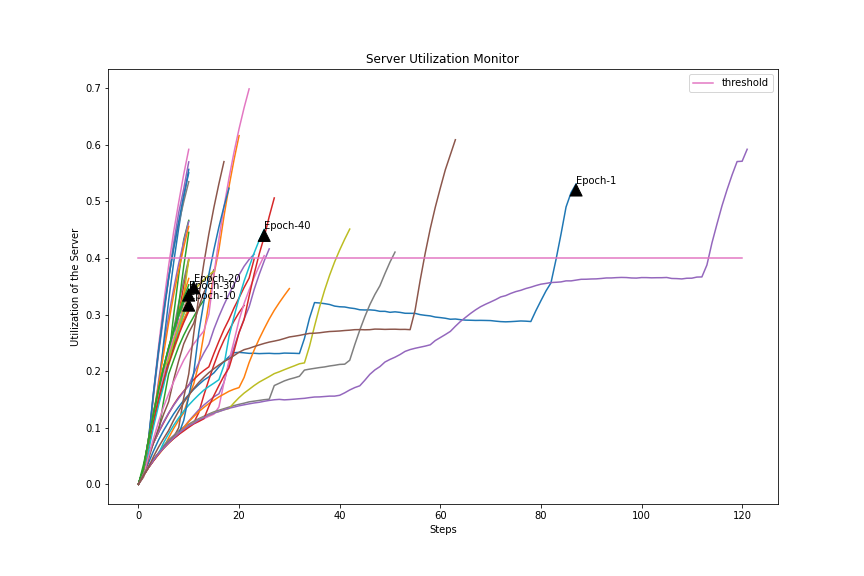 Server Utilization Monitor
threshold
0.7
0.6
0.5
0.4
0.3
0.2
0.1
0.0
Utilization of the Server
Epoch-1
Epoch-40
Epoch-20
Epoch-30
Epoch-10
0 20 40 60 80 100 120
Steps